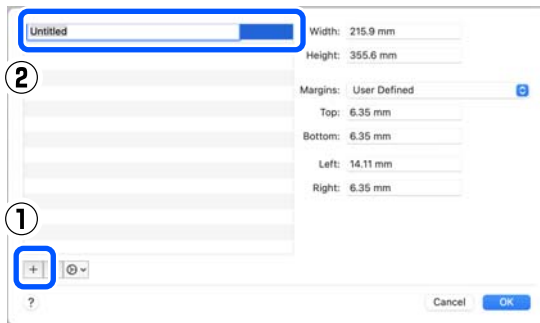 Untitled
Width: 215.9 mm
Height: 355.6 mm
②
Margins: User Defined
Top: 6.35 mm
Bottom: 6.35 mm
Left: 14.11 mm
Right: 6.35 mm
①
+
?
Cancel OK